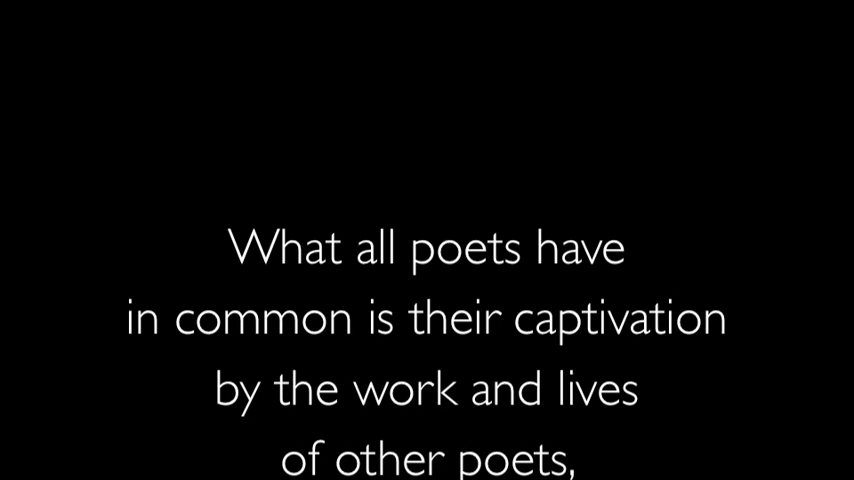 What all poets have
in common is their captivation
by the work and lives
of other poets,